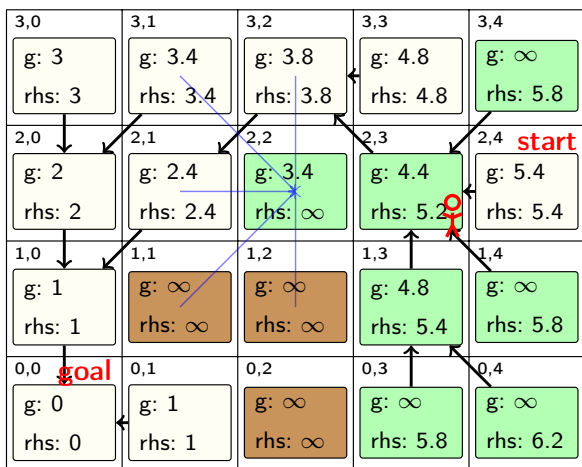 3,0 3,1 3,2 3,3 3,4
g: 3 g: 3.4 g: 3.8 g: 4.8 g: ∞
rhs: 3 rhs: 3.4 rhs: 3.8 rhs: 4.8 rhs: 5.8
2,0 2,1 2,2 2,3 2,4 start
g: 2 g: 2.4 g: 3.4 g: 4.4 g: 5.4
rhs: 2 rhs: 2.4 rhs: ∞ rhs: 5.2 rhs: 5.4
1,0 1,1 1,2 1,3 1,4
g: 1 g: ∞ g: ∞ g: 4.8 g: ∞
rhs: 1 rhs: ∞ rhs: ∞ rhs: 5.4 rhs: 5.8
0,0 goal 0,1 0,2 0,3 0,4
g: 0 g: 1 g: ∞ g: ∞ g: ∞
rhs: 0 rhs: 1 rhs: ∞ rhs: 5.8 rhs: 6.2